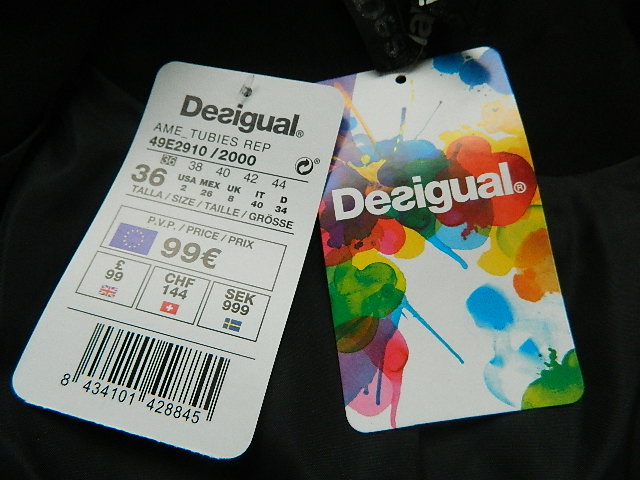 Desigual®
AME_TUBIES REP
49E2910/2000
36 38 40 42 44
36 USA MEX UK IT D
2 26 8 40 34
TALLA / SIZE / TAILLE / GRÖSSE
P.V.P. / PRICE / PRIX
99€
£ CHF SEK
99 144 999
8 434101 428845
Desigual®